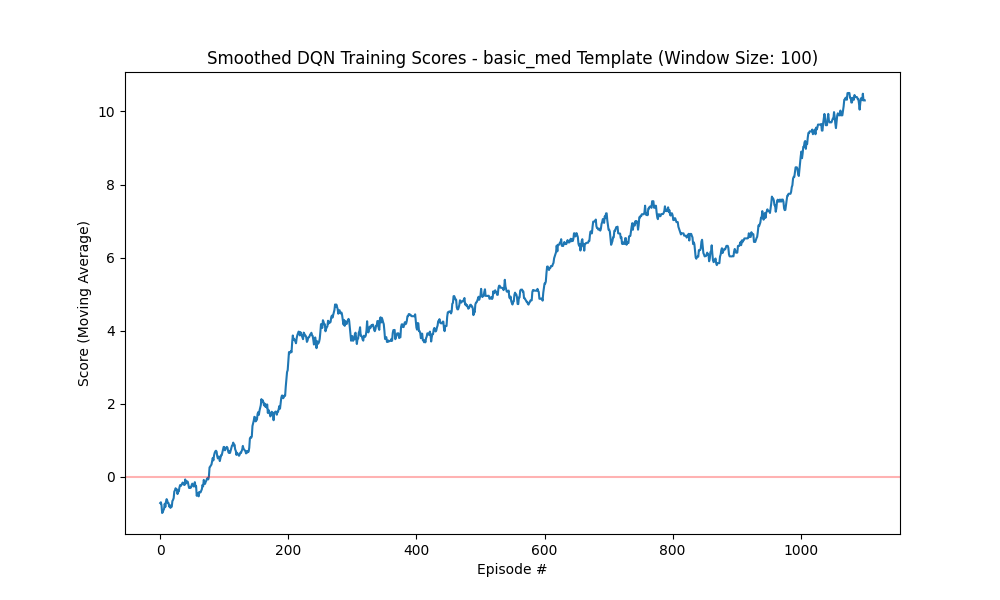 Smoothed DQN Training Scores - basic_med Template (Window Size: 100)
Score (Moving Average)
10
8
6
4
2
0
0 200 400 600 800 1000
Episode #